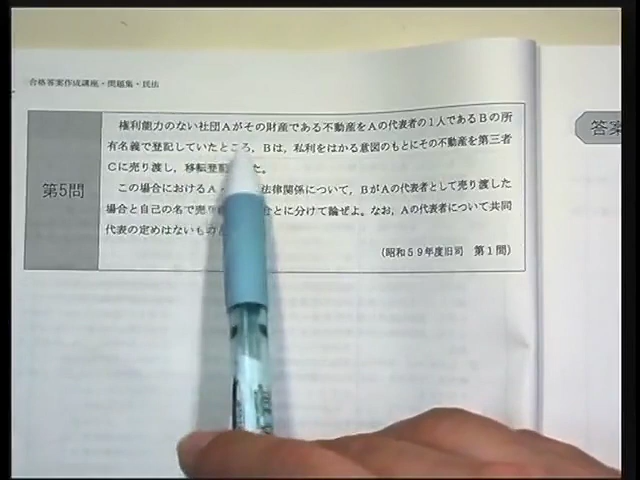 合格答案作成講座・問題集・民法
第5問
権利能力のない社団Aがその財産である不動産をAの代表者の1人であるBの所
有名義で登記していたところ、Bは、私利をはかる意図のもとにその不動産を第三者
Cに売り渡し、移転登記 た。
この場合におけるA・ 法律関係について、BがAの代表者として売り渡した
場合と自己の名で売り 合とに分けて論ぜよ。なお、Aの代表者について共同
代表の定めはないもの
(昭和59年度旧司 第1問)
答案